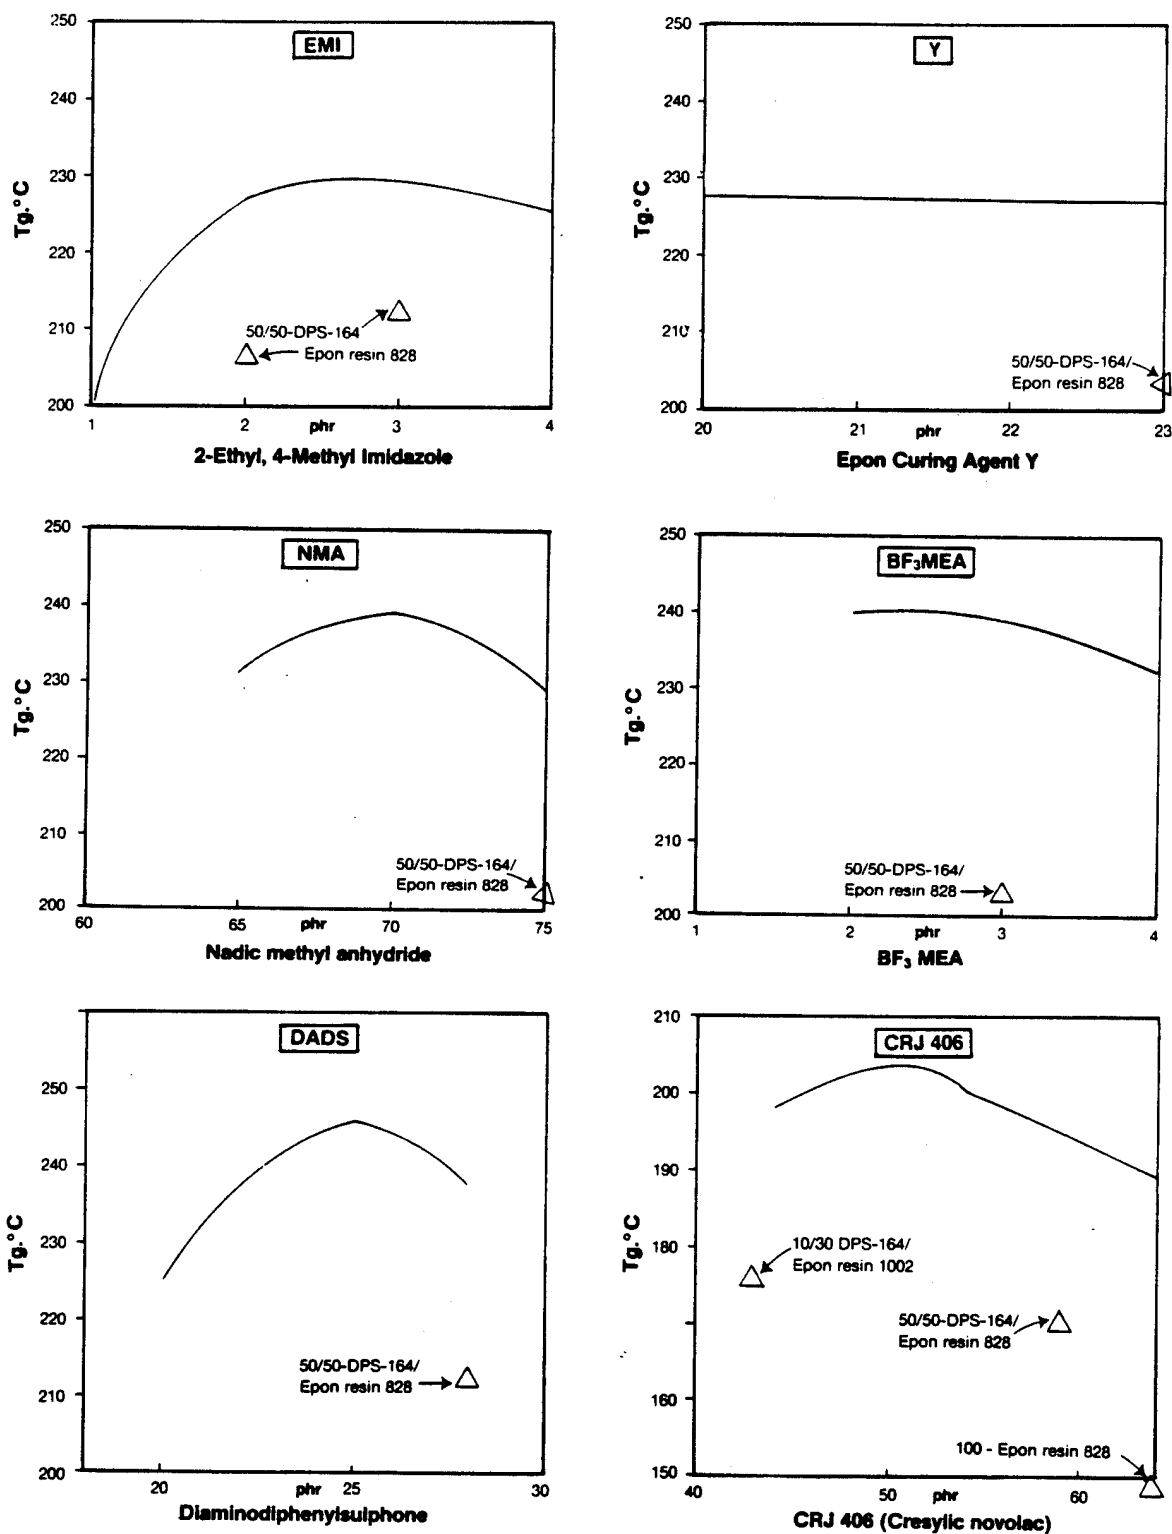 EMI
250
240
230
220
210
200
Tg.°C
50/50-DPS-164
Epon resin 828
1
2
phr
3
4
2-Ethyl, 4-Methyl Imidazole
Y
250
240
230
220
210
200
Tg.°C
50/50-DPS-164/
Epon resin 828
20
21
phr
22
23
Epon Curing Agent Y
NMA
250
240
230
220
210
200
Tg.°C
50/50-DPS-164/
Epon resin 828
60
65
phr
70
75
Nadic methyl anhydride
BF₃MEA
250
240
230
220
210
200
Tg.°C
50/50-DPS-164/
Epon resin 828
1
2
phr
3
4
BF₃ MEA
DADS
250
240
230
220
210
200
Tg.°C
50/50-DPS-164/
Epon resin 828
20
phr
25
30
Diaminodiphenylsulphone
CRJ 406
210
200
190
180
160
150
Tg.°C
10/30 DPS-164/
Epon resin 1002
50/50-DPS-164/
Epon resin 828
100 - Epon resin 828
40
50
phr
60
CRJ 406 (Cresylic novolac)